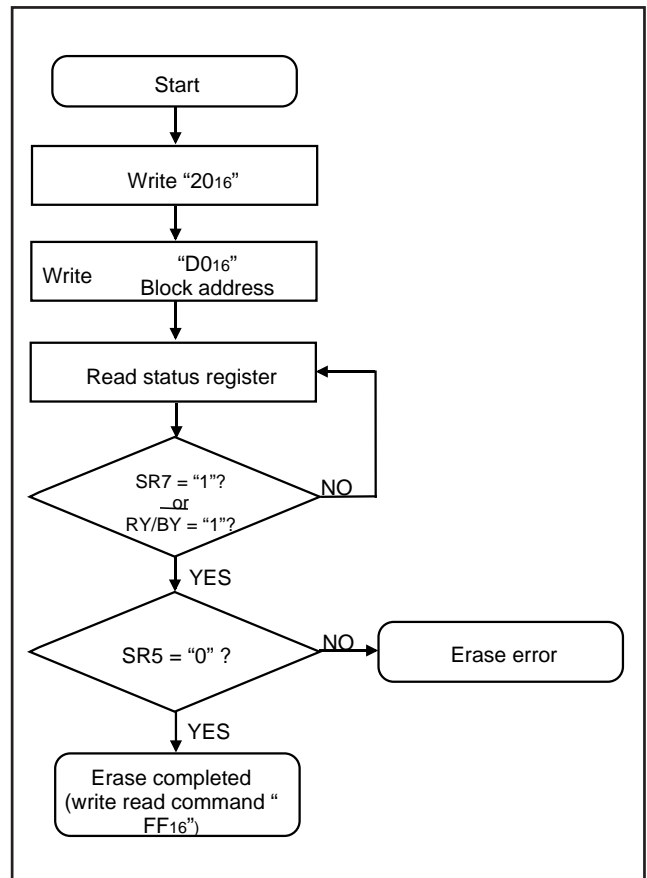 Start
Write “20₁₆”
“D0₁₆”
Write
Block address
Read status register
SR7 = “1”?
or
RY/BY = “1”?
NO
YES
SR5 = “0” ?
NO
Erase error
YES
Erase completed
(write read command “
FF₁₆”)